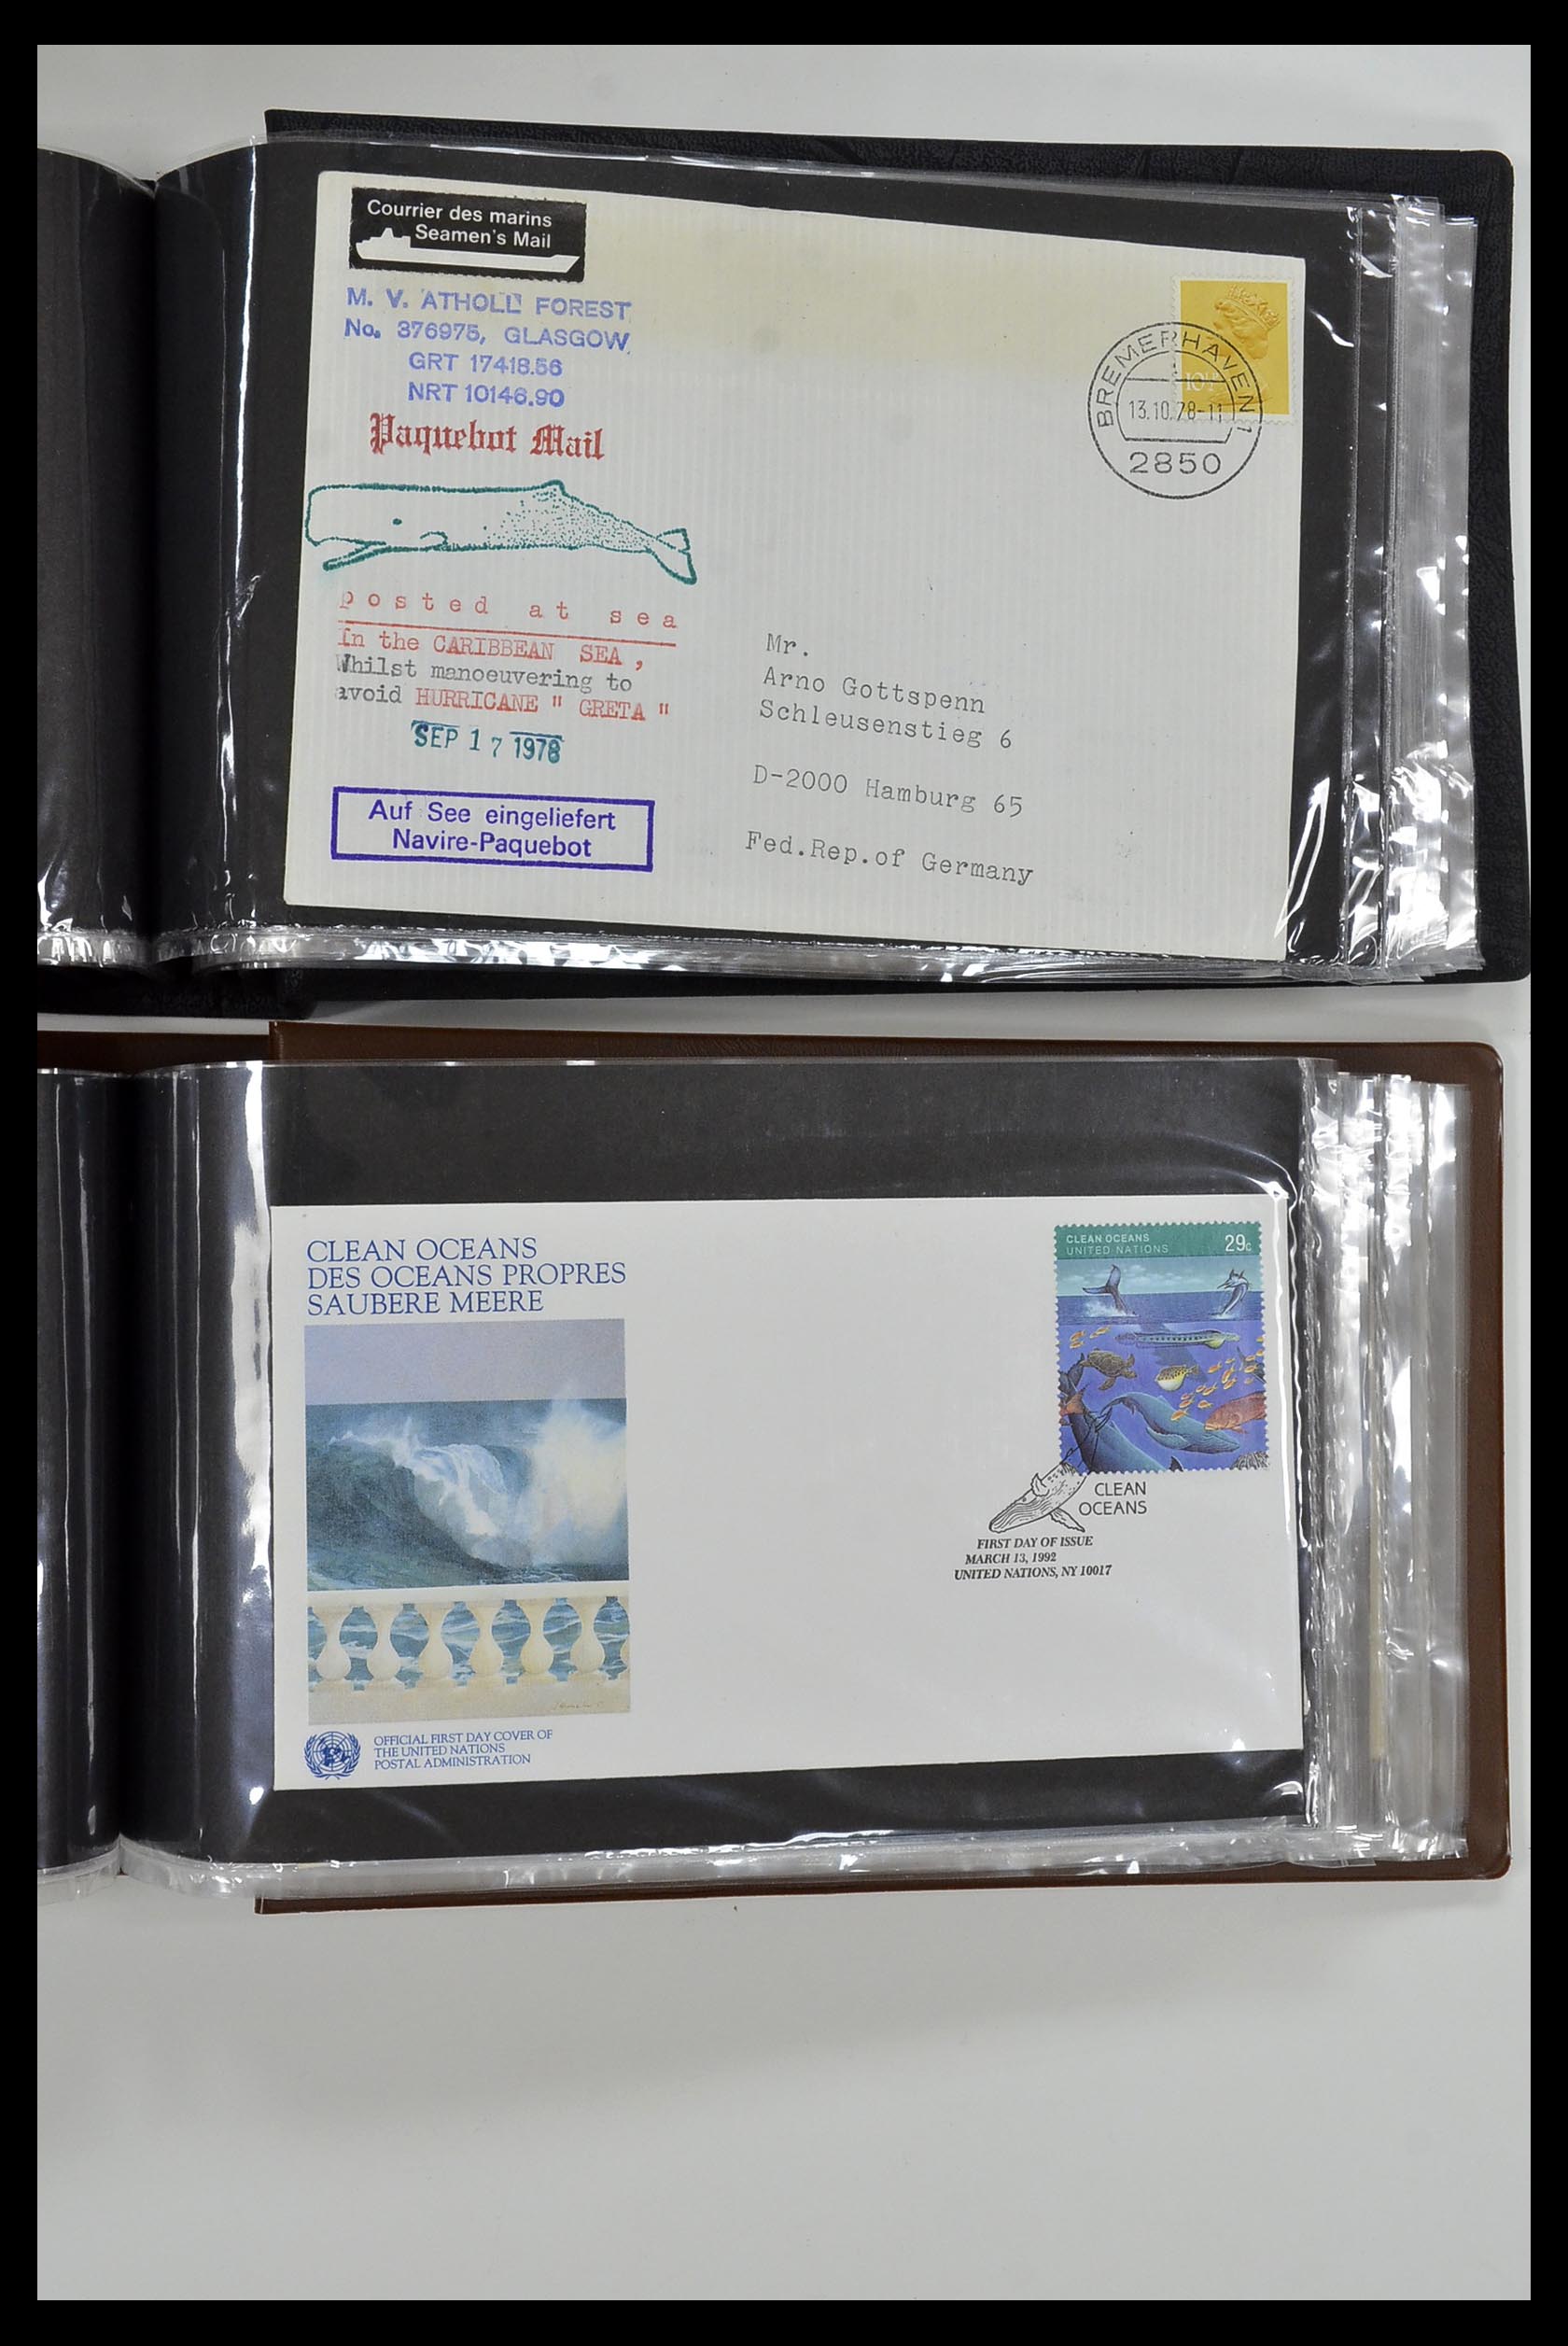 Courrier des marins
Seamen's Mail
M. V. ATHOLL FOREST
No. 376975, GLASGOW
GRT 17418.56
NRT 10146.90
Paquebot Mail
posted at sea
In the CARIBBEAN SEA ,
Whilst manoeuvering to
avoid HURRICANE " GRETA "
SEP 17 1978
Auf See eingeliefert
Navire-Paquebot
BREMERHAVEN 1
13.10.78-11
2850
Mr.
Arno Gottspenn
Schleusenstieg 6
D-2000 Hamburg 65
Fed.Rep.of Germany
CLEAN OCEANS
DES OCEANS PROPRES
SAUBERE MEERE
OFFICIAL FIRST DAY COVER OF
THE UNITED NATIONS
POSTAL ADMINISTRATION
CLEAN OCEANS
UNITED NATIONS
29c
CLEAN
OCEANS
FIRST DAY OF ISSUE
MARCH 13, 1992
UNITED NATIONS, NY 10017